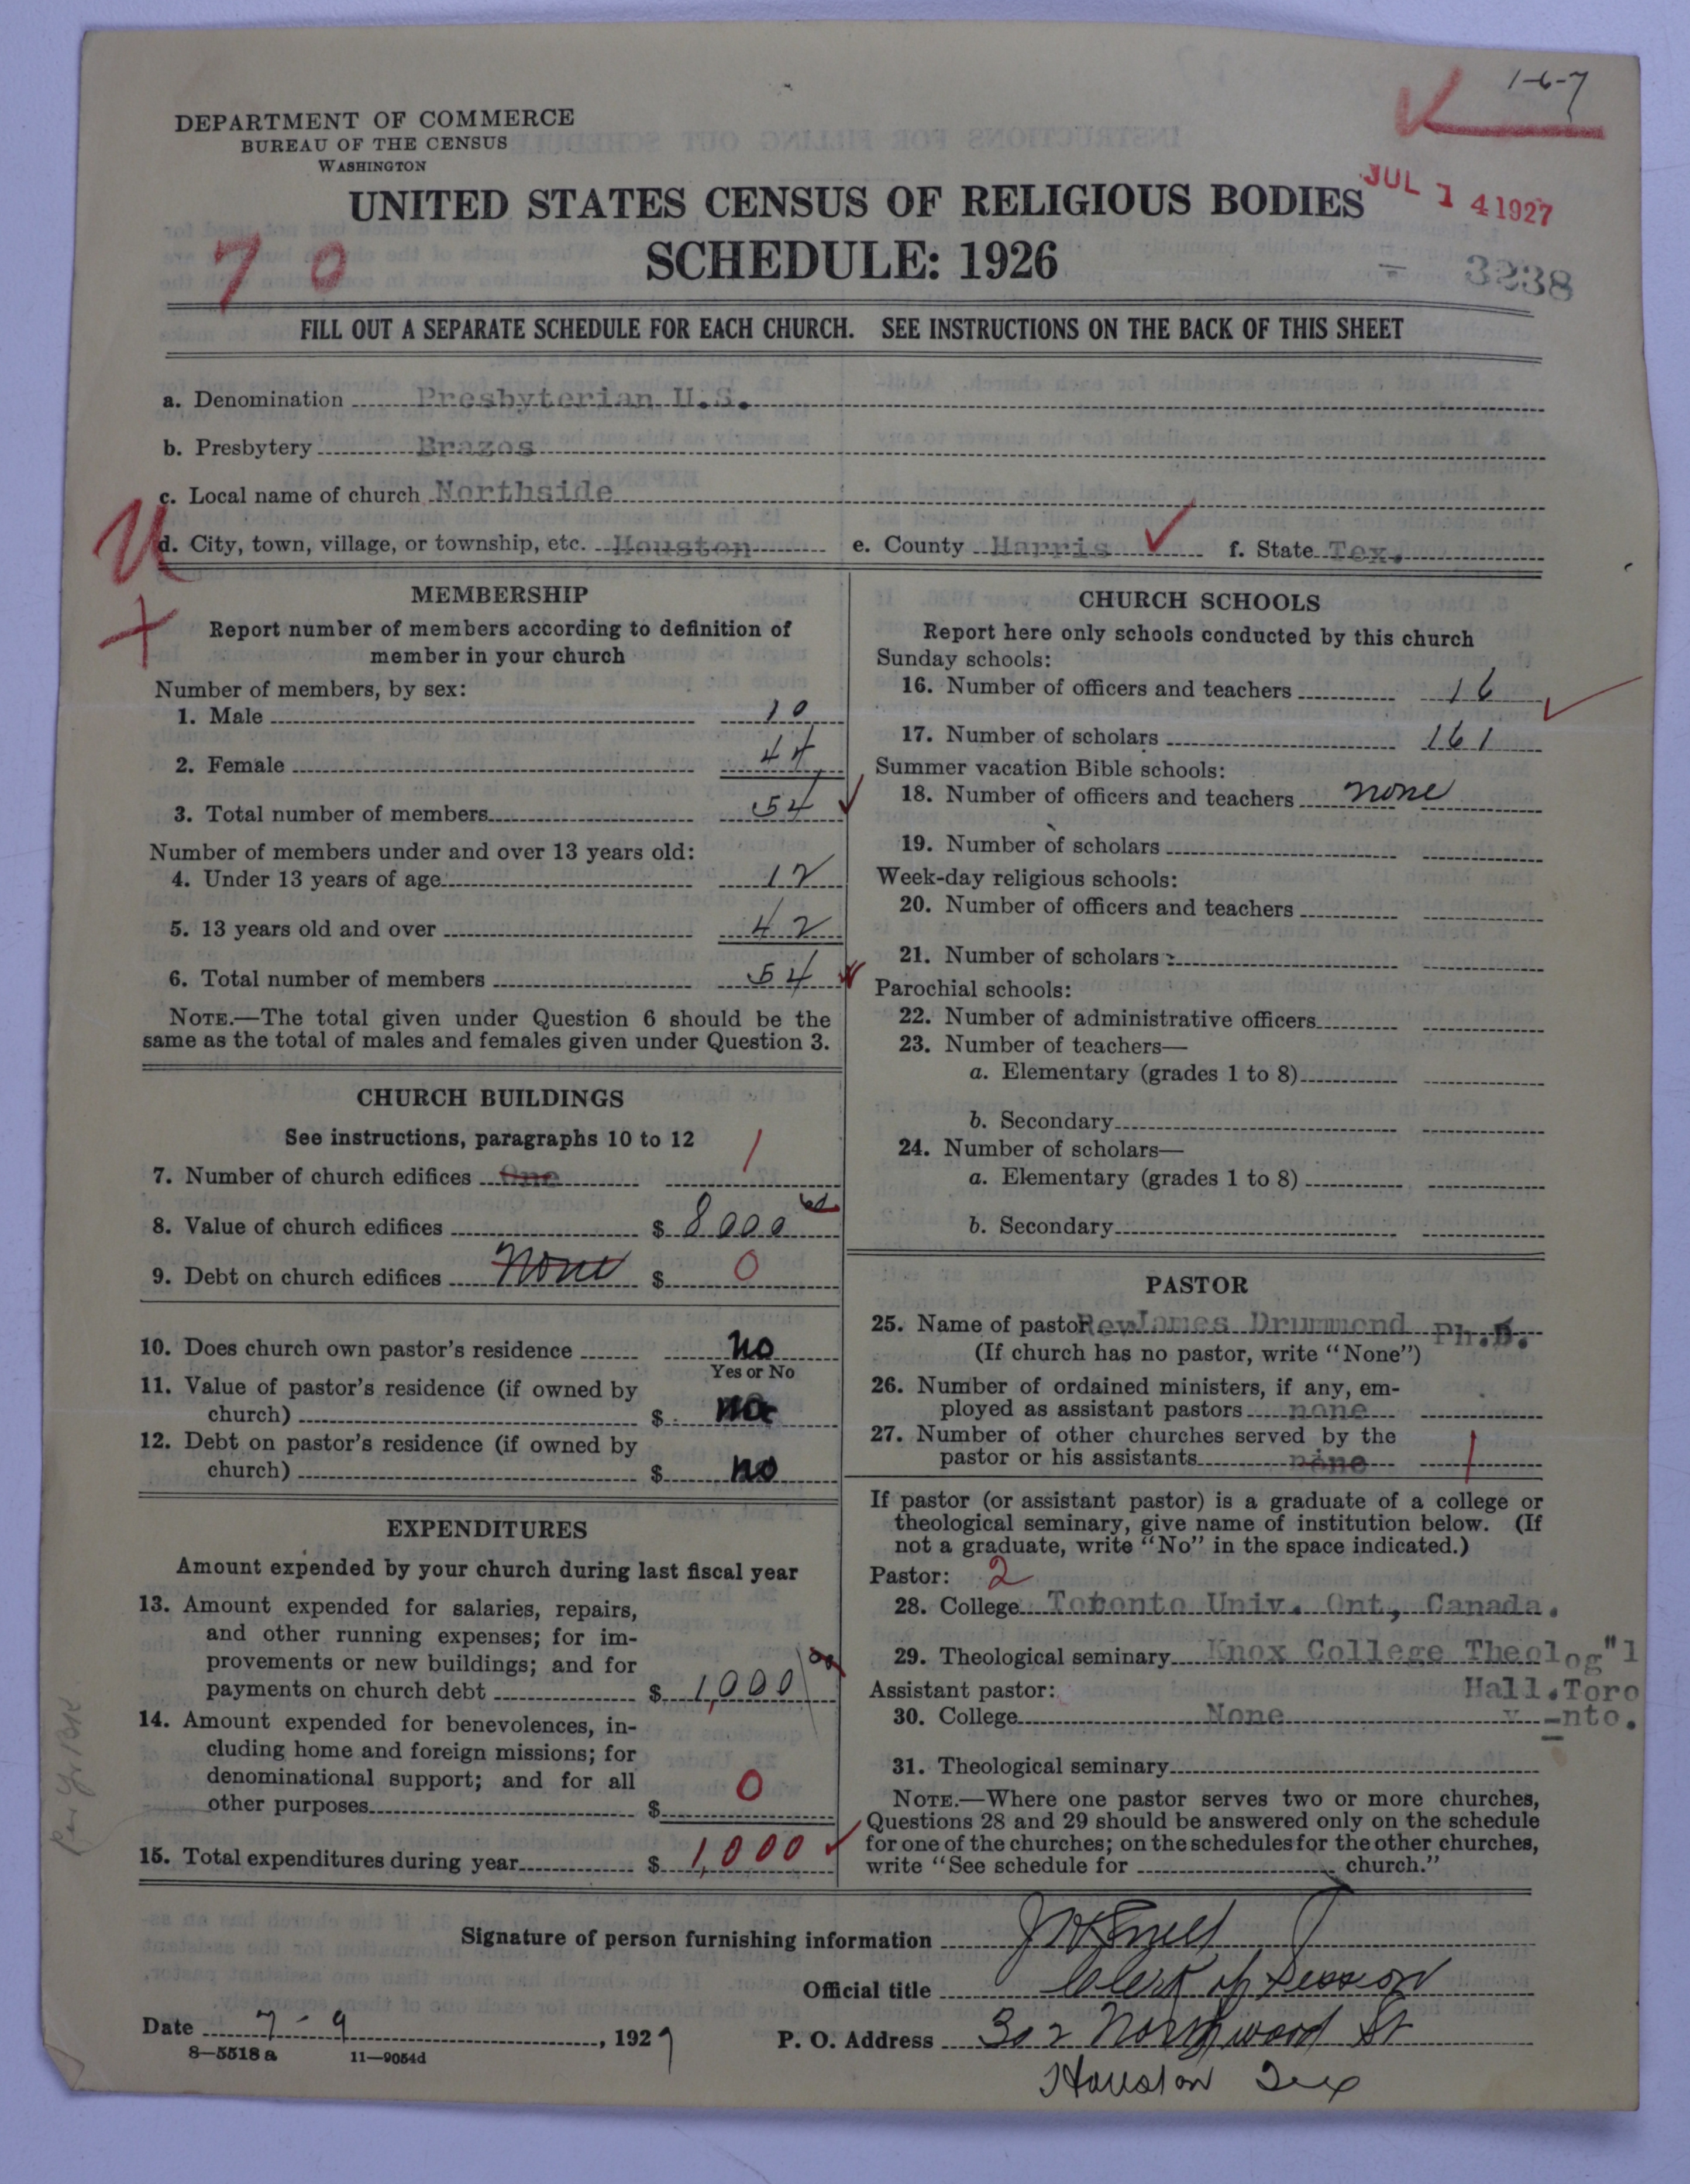 1-6-7
DEPARTMENT OF COMMERCE
BUREAU OF THE CENSUS
WASHINGTON
UNITED STATES CENSUS OF RELIGIOUS BODIES
JUL 14 1927
SCHEDULE: 1926
70
- 3238
FILL OUT A SEPARATE SCHEDULE FOR EACH CHURCH. SEE INSTRUCTIONS ON THE BACK OF THIS SHEET
a. Denomination Presbyterian U.S.
b. Presbytery Brazos
c. Local name of church Northside
d. City, town, village, or township, etc. Houston e. County Harris f. State Tex.
MEMBERSHIP
Report number of members according to definition of
member in your church
Number of members, by sex:
1. Male 10
2. Female 44
3. Total number of members 54
Number of members under and over 13 years old:
4. Under 13 years of age 12
5. 13 years old and over 42
6. Total number of members 54
NOTE.—The total given under Question 6 should be the
same as the total of males and females given under Question 3.
CHURCH BUILDINGS
See instructions, paragraphs 10 to 12
7. Number of church edifices One 1
8. Value of church edifices $ 8000
9. Debt on church edifices None $ 0
10. Does church own pastor's residence no
Yes or No
11. Value of pastor's residence (if owned by
church) $ no
12. Debt on pastor's residence (if owned by
church) $ no
EXPENDITURES
Amount expended by your church during last fiscal year
13. Amount expended for salaries, repairs,
and other running expenses; for im-
provements or new buildings; and for
payments on church debt $ 1,000
14. Amount expended for benevolences, in-
cluding home and foreign missions; for
denominational support; and for all
other purposes $ 0
15. Total expenditures during year $ 1,000
CHURCH SCHOOLS
Report here only schools conducted by this church
Sunday schools:
16. Number of officers and teachers 16
17. Number of scholars 161
Summer vacation Bible schools:
18. Number of officers and teachers none
19. Number of scholars
Week-day religious schools:
20. Number of officers and teachers
21. Number of scholars
Parochial schools:
22. Number of administrative officers
23. Number of teachers—
a. Elementary (grades 1 to 8)
b. Secondary
24. Number of scholars—
a. Elementary (grades 1 to 8)
b. Secondary
PASTOR
25. Name of pastor Rev James Drummond Ph.D.
(If church has no pastor, write "None")
26. Number of ordained ministers, if any, em-
ployed as assistant pastors none
27. Number of other churches served by the
pastor or his assistants none 1
If pastor (or assistant pastor) is a graduate of a college or
theological seminary, give name of institution below. (If
not a graduate, write "No" in the space indicated.)
Pastor: 2
28. College Toronto Univ. Ont, Canada.
29. Theological seminary Knox College Theolog"l
Assistant pastor: Hall.Toro
30. College None -nto.
31. Theological seminary
NOTE.—Where one pastor serves two or more churches,
Questions 28 and 29 should be answered only on the schedule
for one of the churches; on the schedules for the other churches,
write "See schedule for church."
Signature of person furnishing information
Official title Clerk of Session
Date 7-9, 1927
P. O. Address 302 Northwood St
Houston Tex
8—5518 a 11—9054d